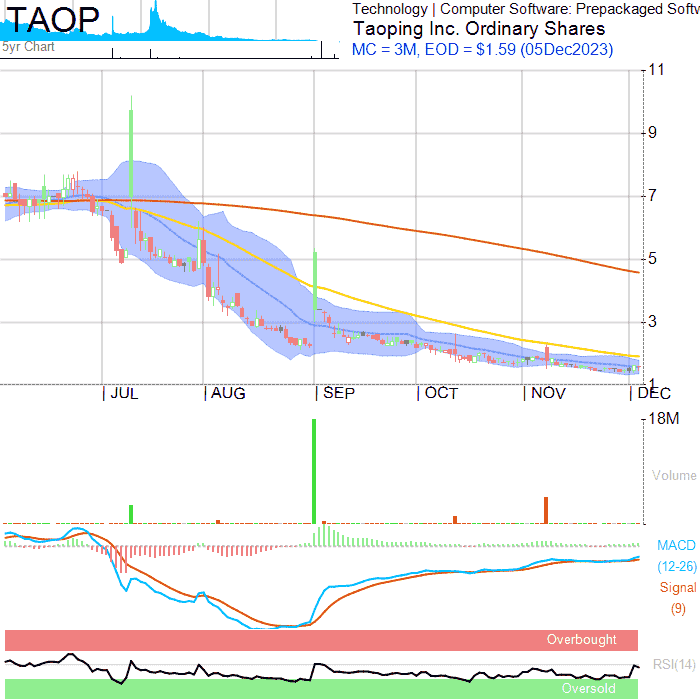 TAOP
5yr Chart
Technology | Computer Software: Prepackaged Softw
Taoping Inc. Ordinary Shares
MC = 3M, EOD = $1.59 (05Dec2023)
11
9
7
5
3
1
JUL
AUG
SEP
OCT
NOV
DEC
18M
Volume
MACD
(12-26)
Signal
(9)
Overbought
RSI(14)
Oversold